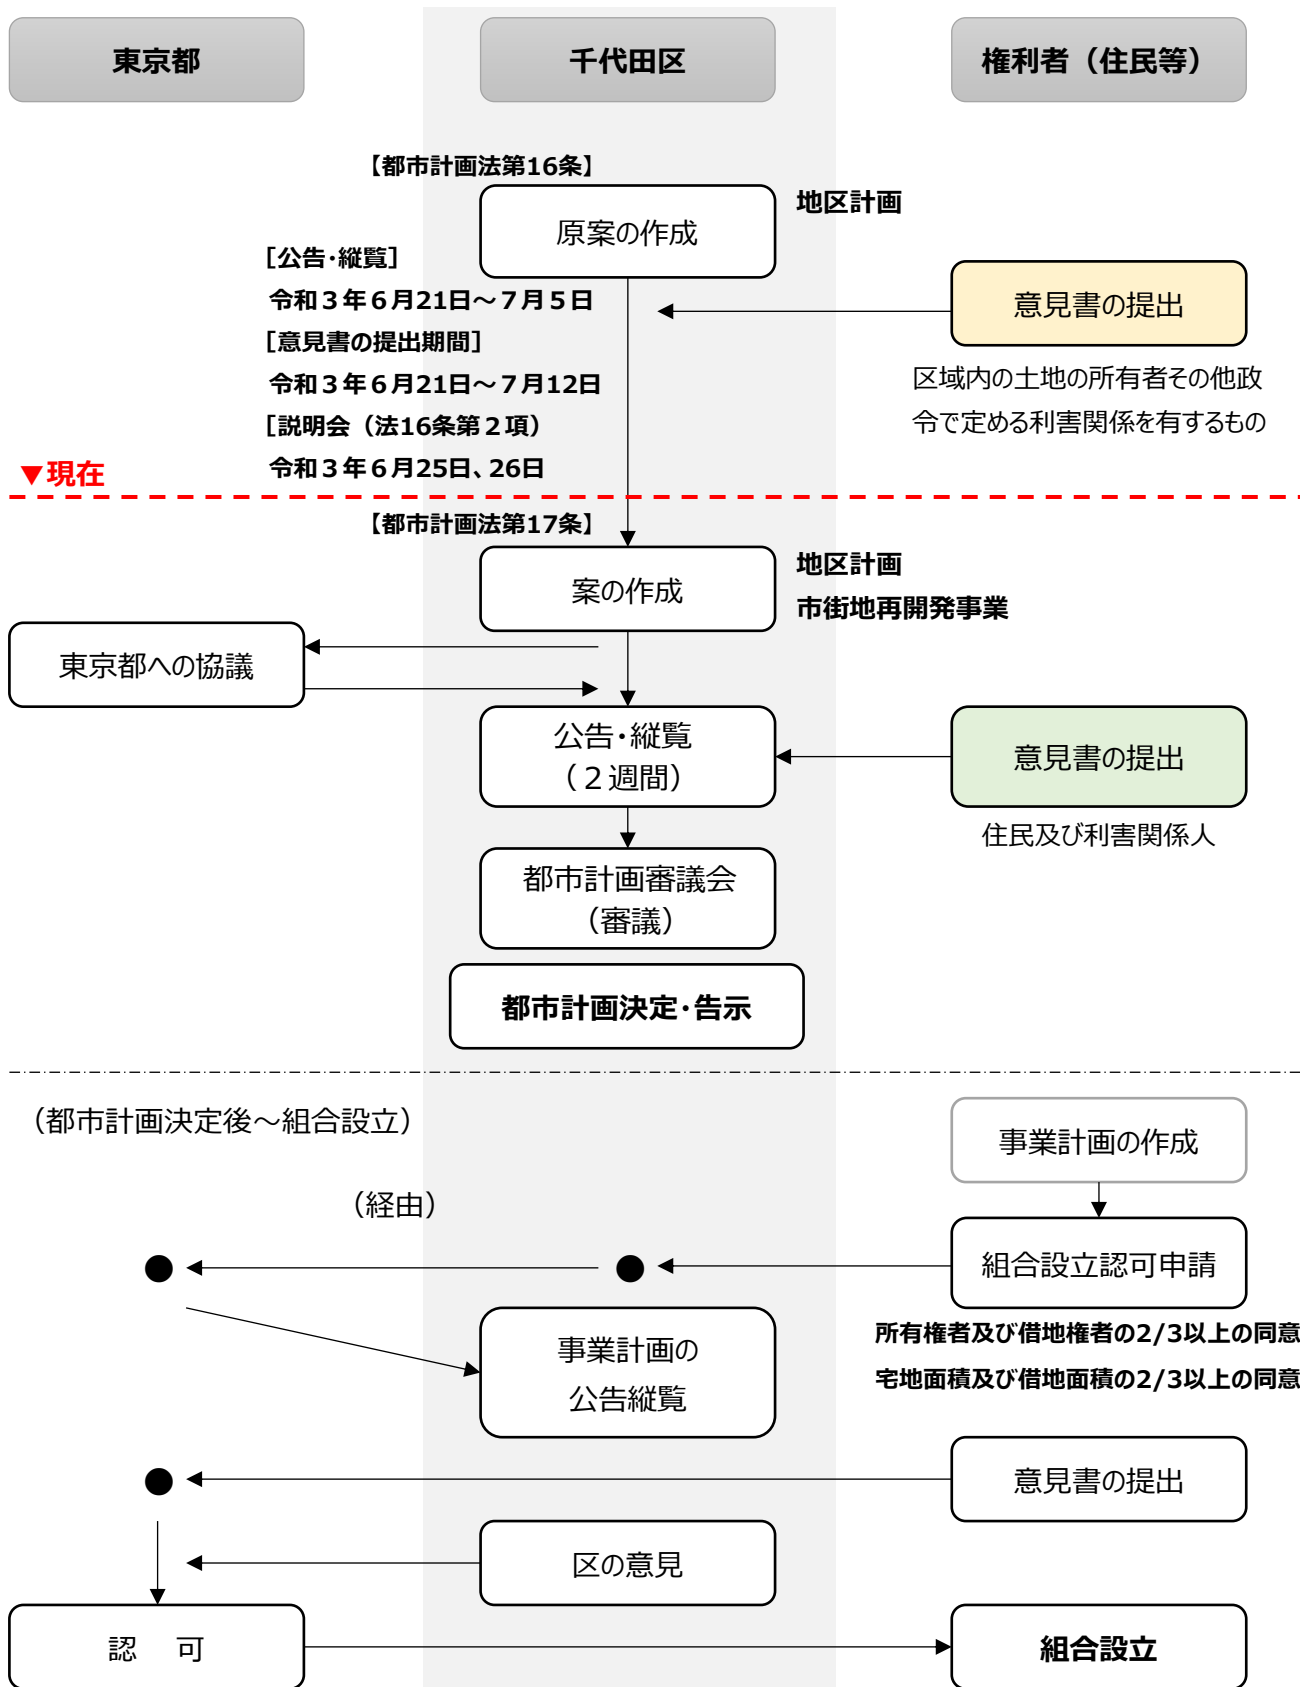 東京都
千代田区
権利者（住民等）
【都市計画法第16条】
原案の作成
地区計画
［公告・縦覧］
令和３年６月21日～７月５日
［意見書の提出期間］
令和３年６月21日～７月12日
［説明会（法16条第２項）
令和３年６月25日、26日
意見書の提出
区域内の土地の所有者その他政
令で定める利害関係を有するもの
▼現在
【都市計画法第17条】
案の作成
地区計画
市街地再開発事業
東京都への協議
公告・縦覧
（２週間）
意見書の提出
住民及び利害関係人
都市計画審議会
（審議）
都市計画決定・告示
（都市計画決定後～組合設立）
事業計画の作成
（経由）
組合設立認可申請
所有権者及び借地権者の2/3以上の同意
宅地面積及び借地面積の2/3以上の同意
事業計画の
公告縦覧
意見書の提出
区の意見
認　可
組合設立